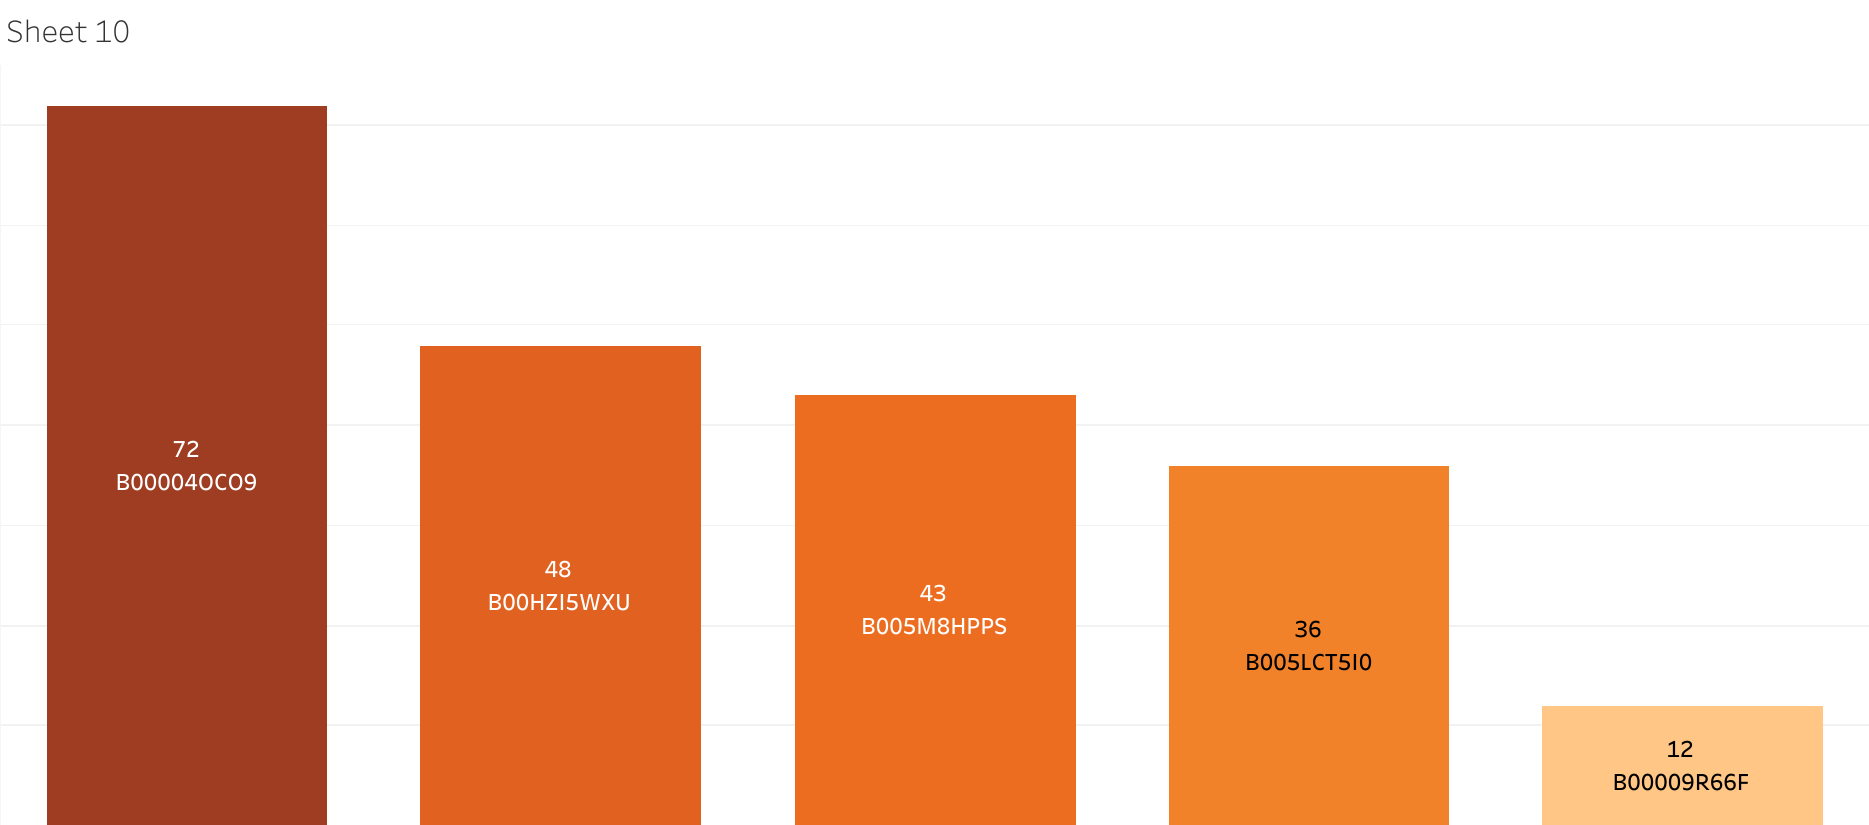 Sheet 10
72
B00004OCO9
48
B00HZI5WXU
43
B005M8HPPS
36
B005LCT5I0
12
B00009R66F